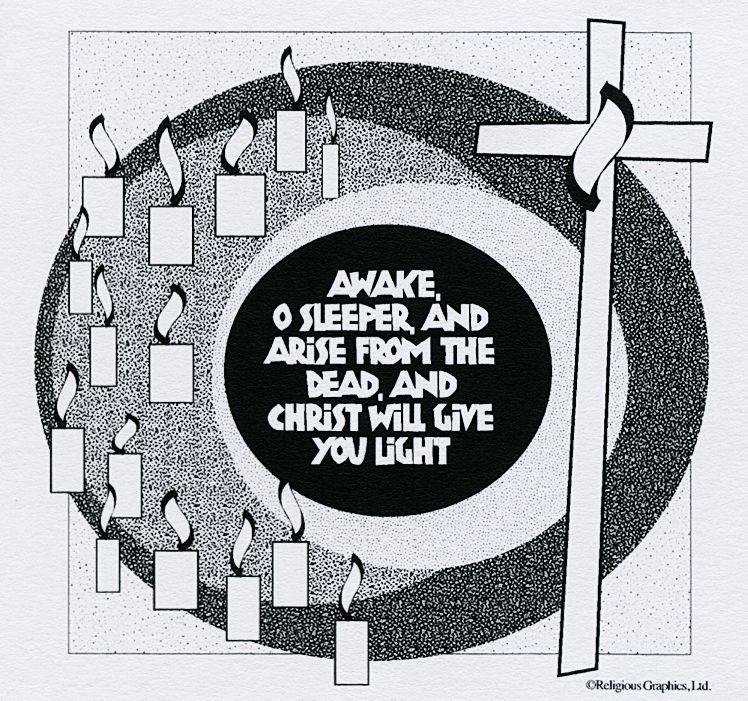 AWAKE,
O SLEEPER, AND
ARiSE FROM THE
DEAD, AND
CHRiST WiLL GiVE
YOU LiGHT
©Religious Graphics, Ltd.